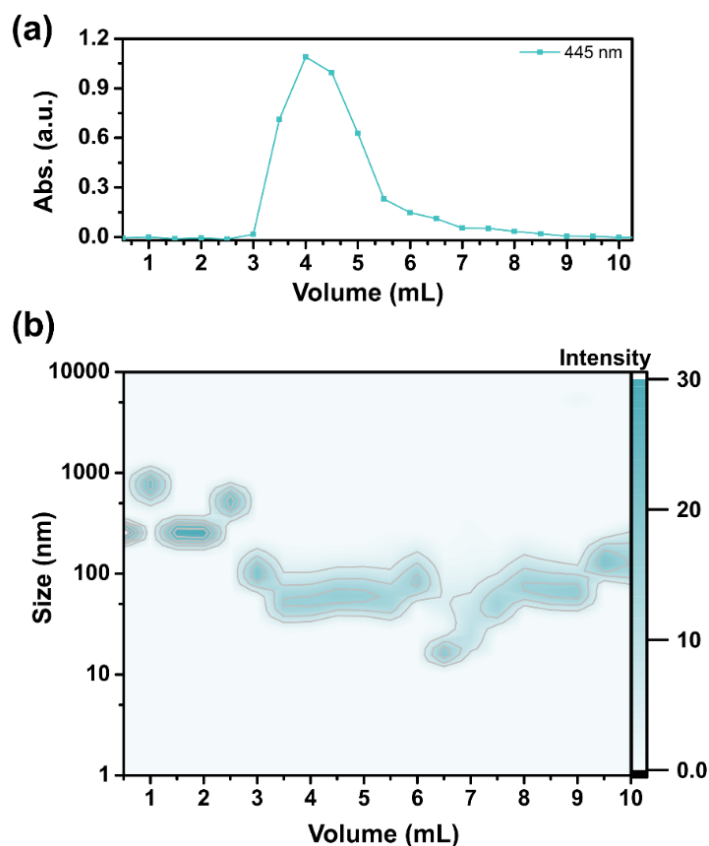 (a)
1.2
0.9
0.6
0.3
0.0
Abs. (a.u.)
445 nm
1 2 3 4 5 6 7 8 9 10
Volume (mL)
(b)
Intensity
10000
1000
100
10
1
Size (nm)
30
20
10
0.0
1 2 3 4 5 6 7 8 9 10
Volume (mL)